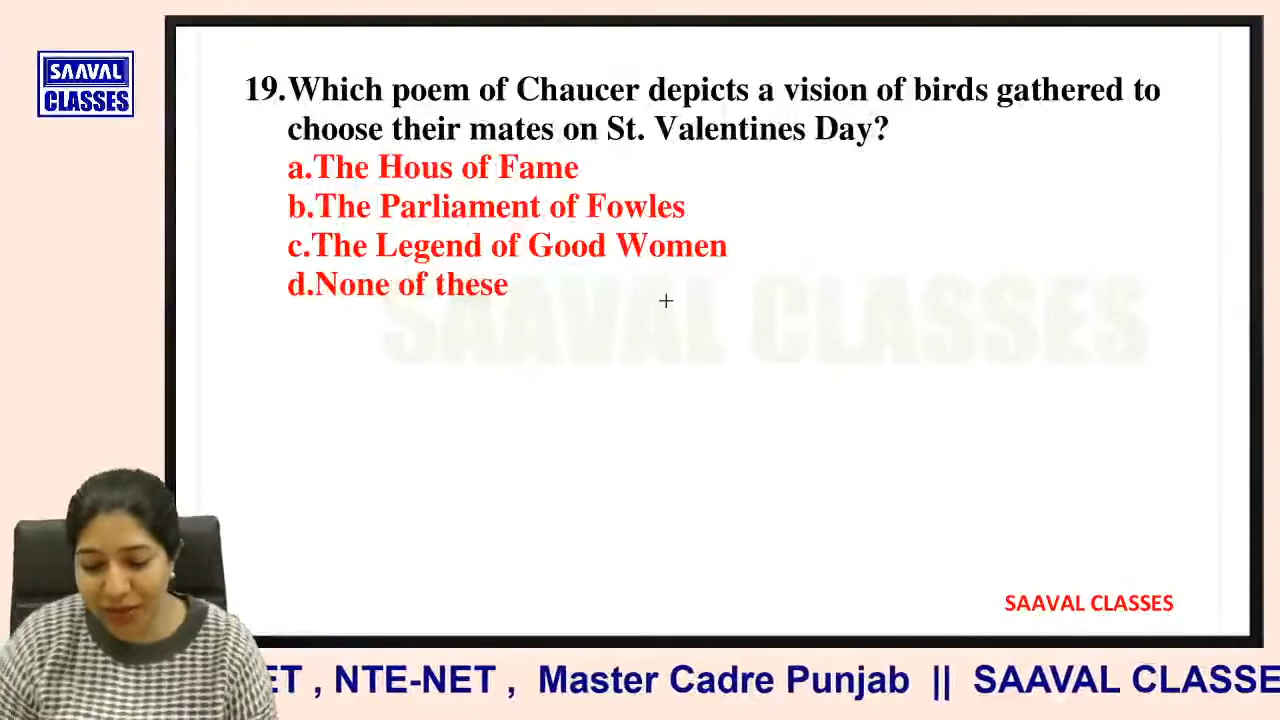 SAAVAL
CLASSES
19.Which poem of Chaucer depicts a vision of birds gathered to
choose their mates on St. Valentines Day?
a.The Hous of Fame
b.The Parliament of Fowles
c.The Legend of Good Women
d.None of these
SAAVAL CLASSES
SAAVAL CLASSES
ET , NTE-NET , Master Cadre Punjab || SAAVAL CLASSE